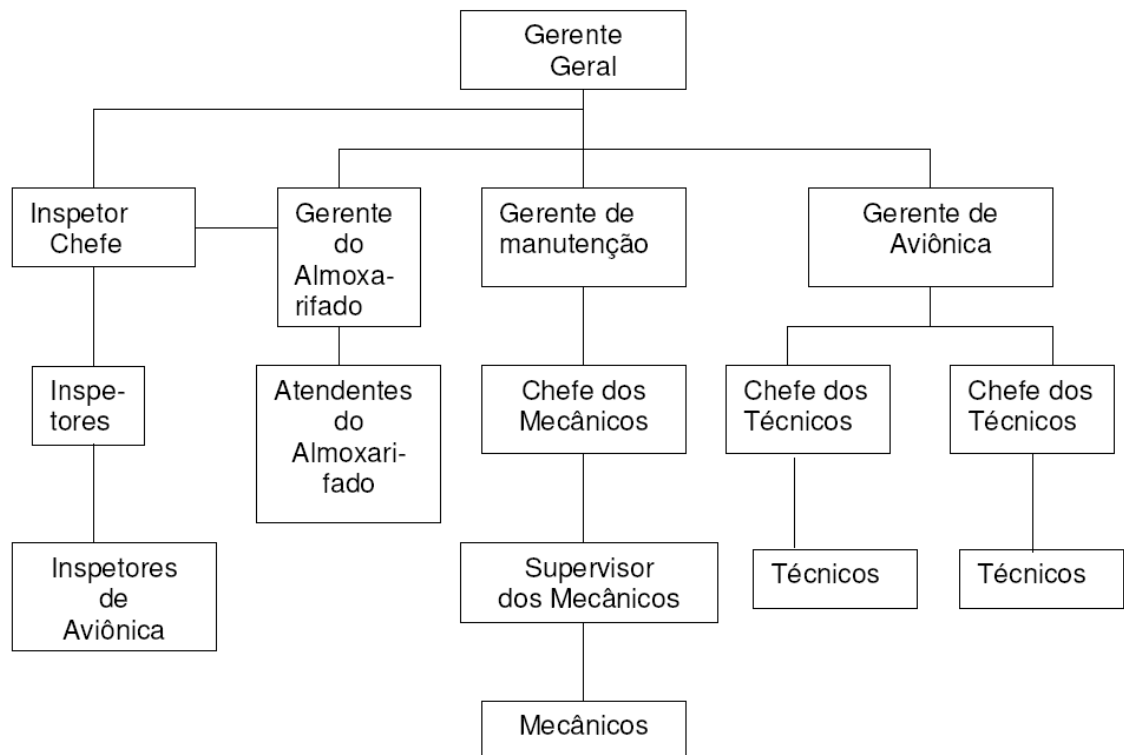 Gerente
Geral
Inspetor
Chefe
Gerente
do
Almoxa-
rifado
Gerente de
manutenção
Gerente de
Aviônica
Inspe-
tores
Atendentes
do
Almoxari-
fado
Chefe dos
Mecânicos
Chefe dos
Técnicos
Chefe dos
Técnicos
Inspetores
de
Aviônica
Supervisor
dos Mecânicos
Técnicos
Técnicos
Mecânicos